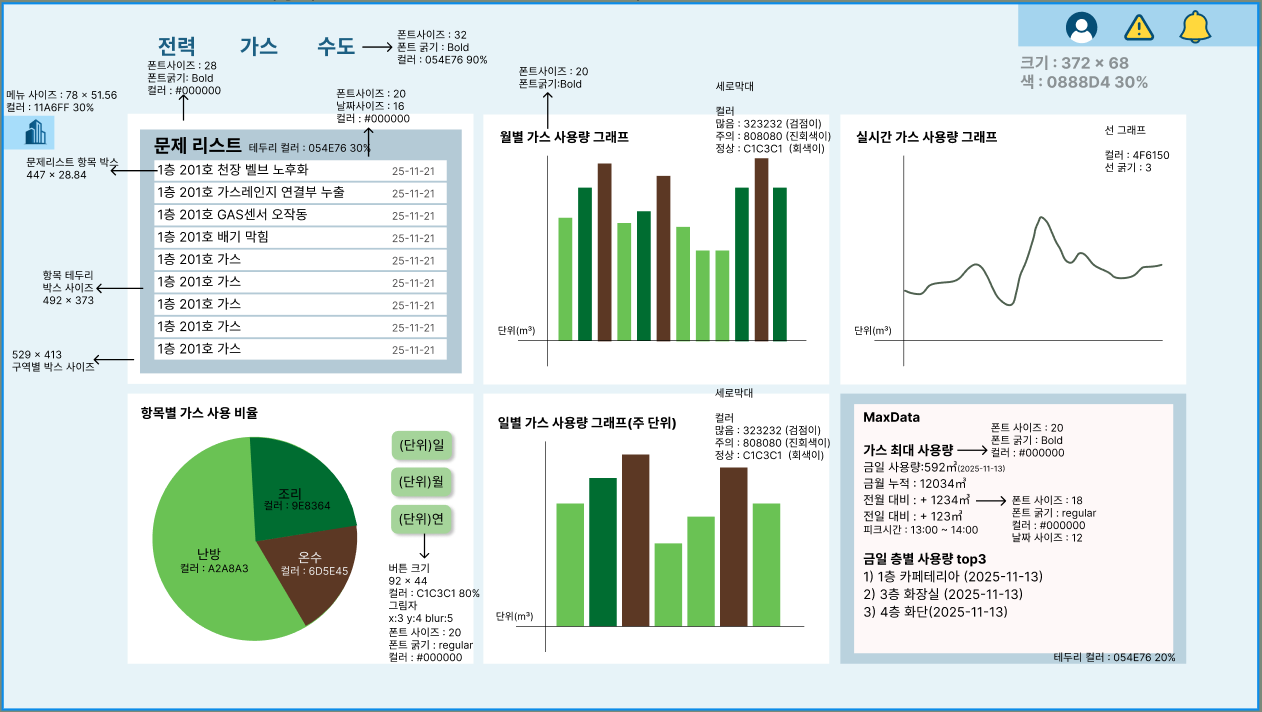 전력 가스 수도
폰트사이즈 : 32
폰트 굵기 : Bold
컬러 : 054E76 90%
크기 : 372 × 68
색 : 0888D4 30%
폰트사이즈 : 28
폰트굵기: Bold
컬러 : #000000
메뉴 사이즈 : 78 × 51.56
컬러 : 11A6FF 30%
폰트사이즈 : 20
날짜사이즈 : 16
컬러 : #000000
문제 리스트 테두리 컬러 : 054E76 30%
문제리스트 항목 박스
447 × 28.84
1층 201호 천장 벨브 노후화 25-11-21
1층 201호 가스레인지 연결부 누출 25-11-21
1층 201호 GAS센서 오작동 25-11-21
1층 201호 배기 막힘 25-11-21
1층 201호 가스 25-11-21
1층 201호 가스 25-11-21
1층 201호 가스 25-11-21
1층 201호 가스 25-11-21
1층 201호 가스 25-11-21
항목 테두리
박스 사이즈
492 × 373
529 × 413
구역별 박스 사이즈
폰트사이즈 : 20
폰트굵기:Bold
월별 가스 사용량 그래프
세로막대
컬러
많음 : 323232 (검점이)
주의 : 808080 (진회색이)
정상 : C1C3C1 (회색이)
단위(m³)
실시간 가스 사용량 그래프
선 그래프
컬러 : 4F6150
선 굵기 : 3
단위(m³)
항목별 가스 사용 비율
조리
컬러 : 9E8364
온수
컬러 : 6D5E45
난방
컬러 : A2A8A3
(단위)일
(단위)월
(단위)연
버튼 크기
92 × 44
컬러 : C1C3C1 80%
그림자
x:3 y:4 blur:5
폰트 사이즈 : 20
폰트 굵기 : regular
컬러 : #000000
일별 가스 사용량 그래프(주 단위)
세로막대
컬러
많음 : 323232 (검점이)
주의 : 808080 (진회색이)
정상 : C1C3C1 (회색이)
단위(m³)
MaxData
가스 최대 사용량
폰트 사이즈 : 20
폰트 굵기 : Bold
컬러 : #000000
금일 사용량:592㎥(2025-11-13)
금월 누적 : 12034㎥
전월 대비 : + 1234㎥
전일 대비 : + 123㎥
피크시간 : 13:00 ~ 14:00
폰트 사이즈 : 18
폰트 굵기 : regular
컬러 : #000000
날짜 사이즈 : 12
금일 층별 사용량 top3
1) 1층 카페테리아 (2025-11-13)
2) 3층 화장실 (2025-11-13)
3) 4층 화단(2025-11-13)
테두리 컬러 : 054E76 20%